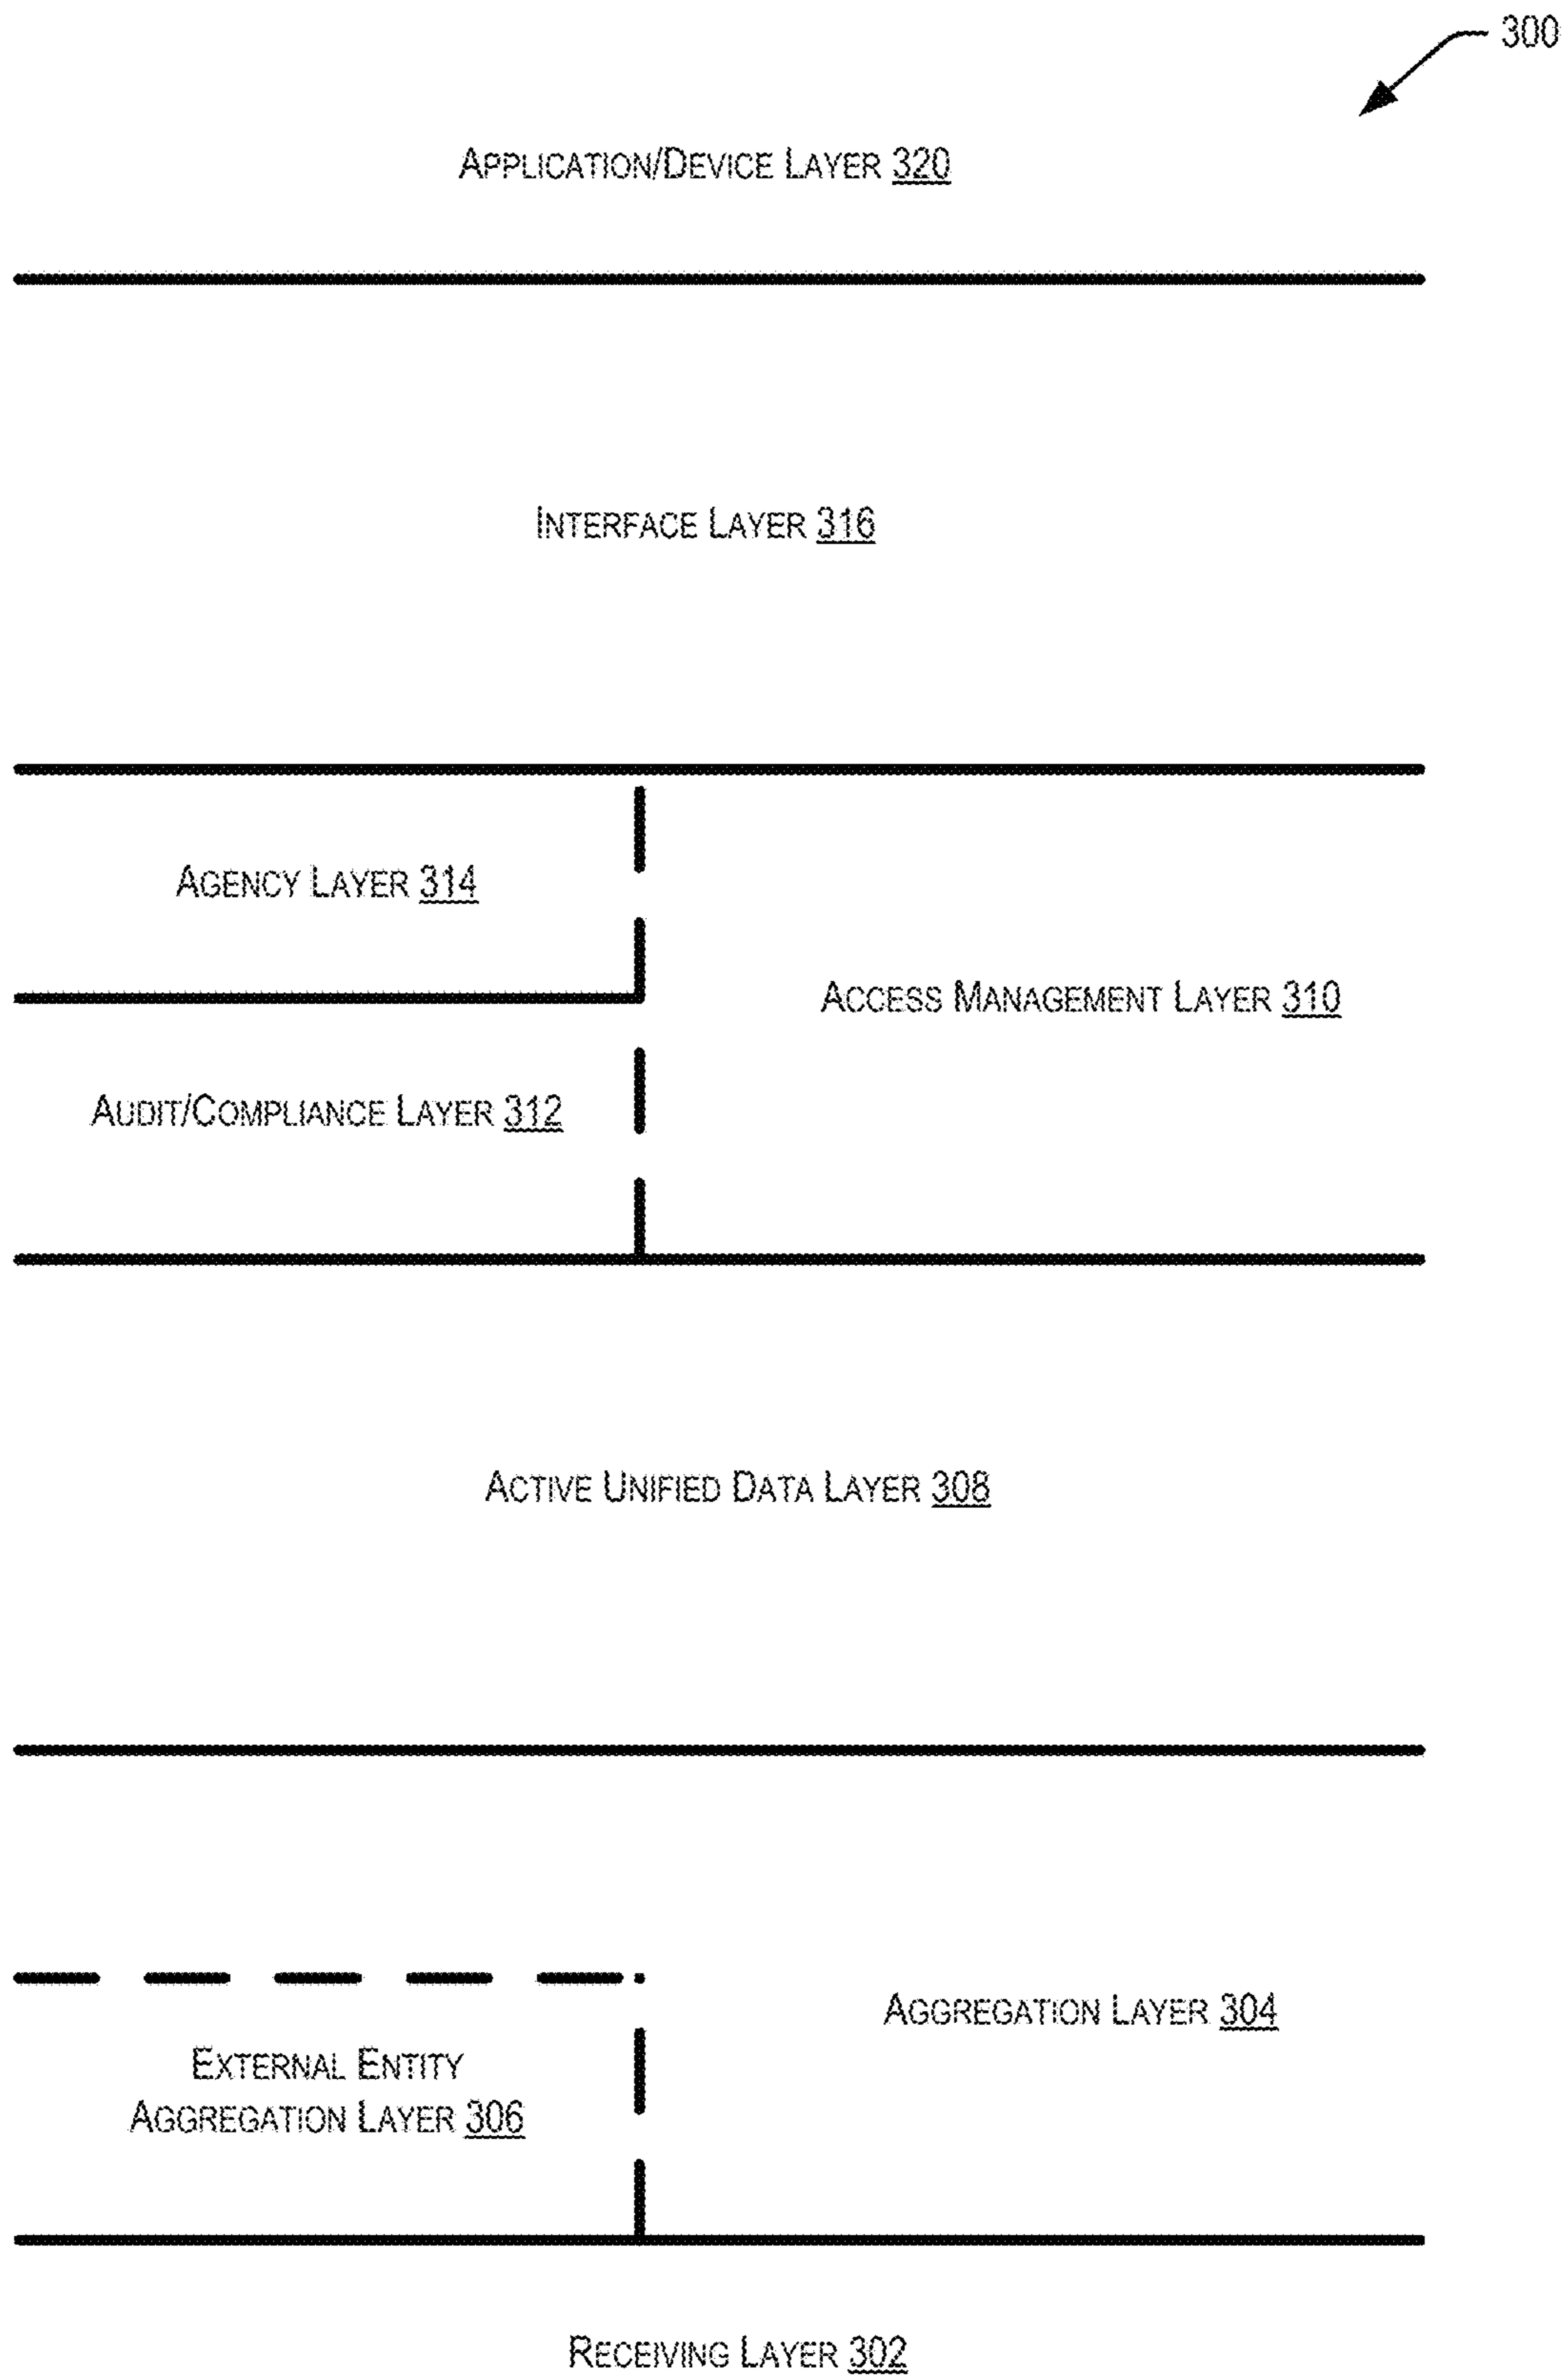 300
APPLICATION/DEVICE LAYER 320
INTERFACE LAYER 316
AGENCY LAYER 314
ACCESS MANAGEMENT LAYER 310
AUDIT/COMPLIANCE LAYER 312
ACTIVE UNIFIED DATA LAYER 308
AGGREGATION LAYER 304
EXTERNAL ENTITY
AGGREGATION LAYER 306
RECEIVING LAYER 302